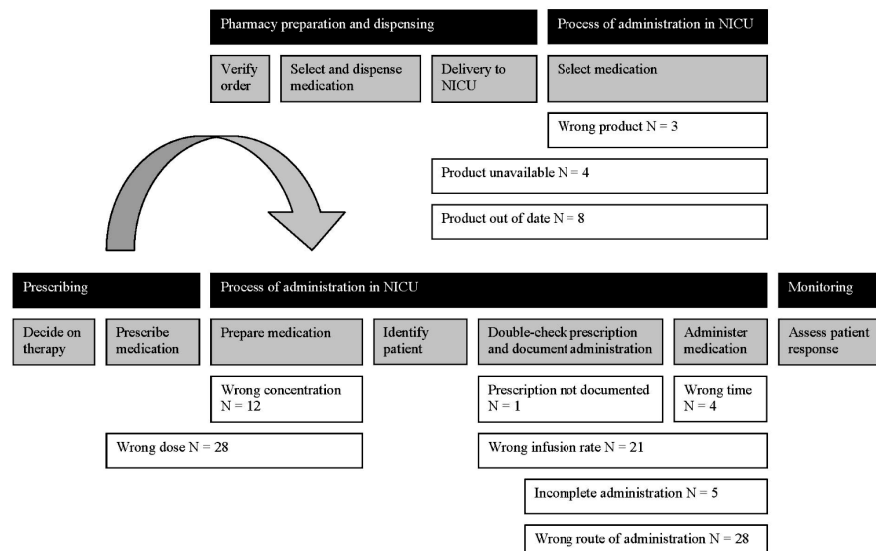 Pharmacy preparation and dispensing
Process of administration in NICU
Verify
order
Select and dispense
medication
Delivery to
NICU
Select medication
Wrong product N = 3
Product unavailable N = 4
Product out of date N = 8
Prescribing
Process of administration in NICU
Monitoring
Decide on
therapy
Prescribe
medication
Prepare medication
Identify
patient
Double-check prescription
and document administration
Administer
medication
Assess patient
response
Wrong concentration
N = 12
Prescription not documented
N = 1
Wrong time
N = 4
Wrong dose N = 28
Wrong infusion rate N = 21
Incomplete administration N = 5
Wrong route of administration N = 28